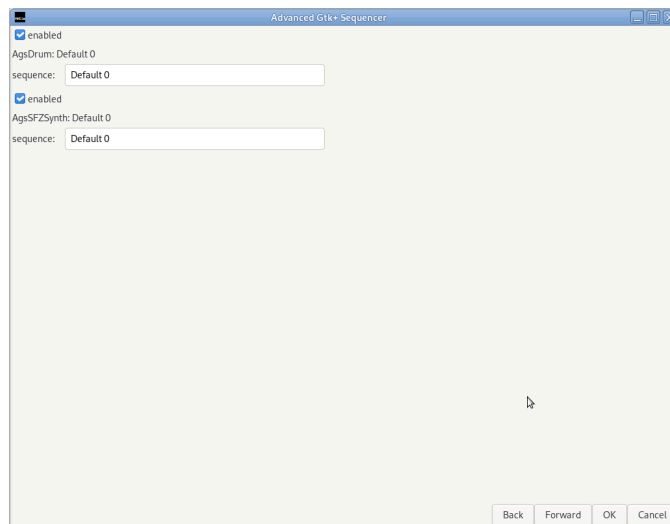 Advanced Gtk+ Sequencer
enabled
AgsDrum: Default 0
sequence: Default 0
enabled
AgsSFZSynth: Default 0
sequence: Default 0
Back Forward OK Cancel